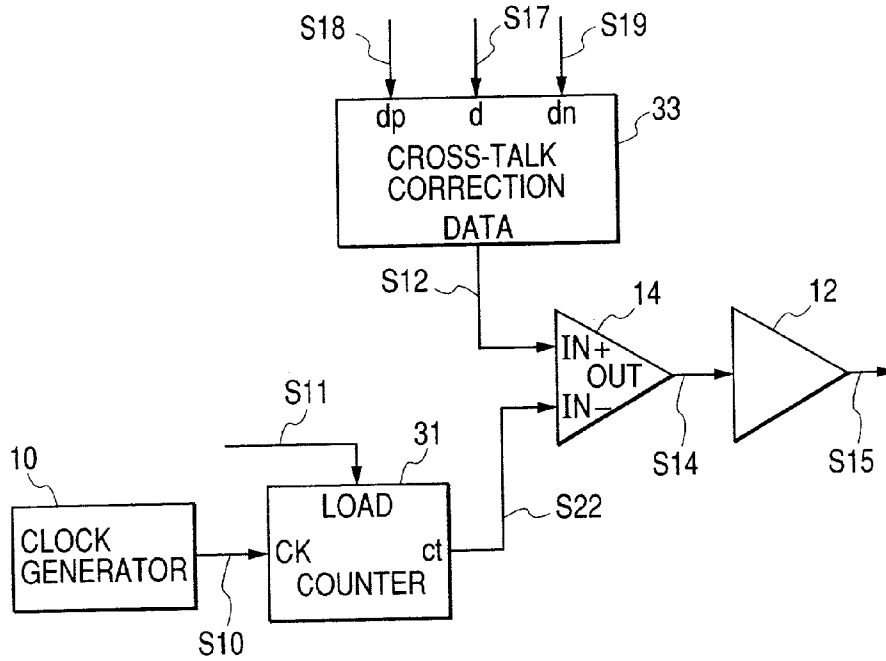 S18
S17
S19
dp d dn
33
CROSS-TALK
CORRECTION
DATA
S12
14
12
IN+
OUT
IN-
S14
S15
S11
31
10
LOAD
CLOCK
GENERATOR
CK
ct
COUNTER
S22
S10